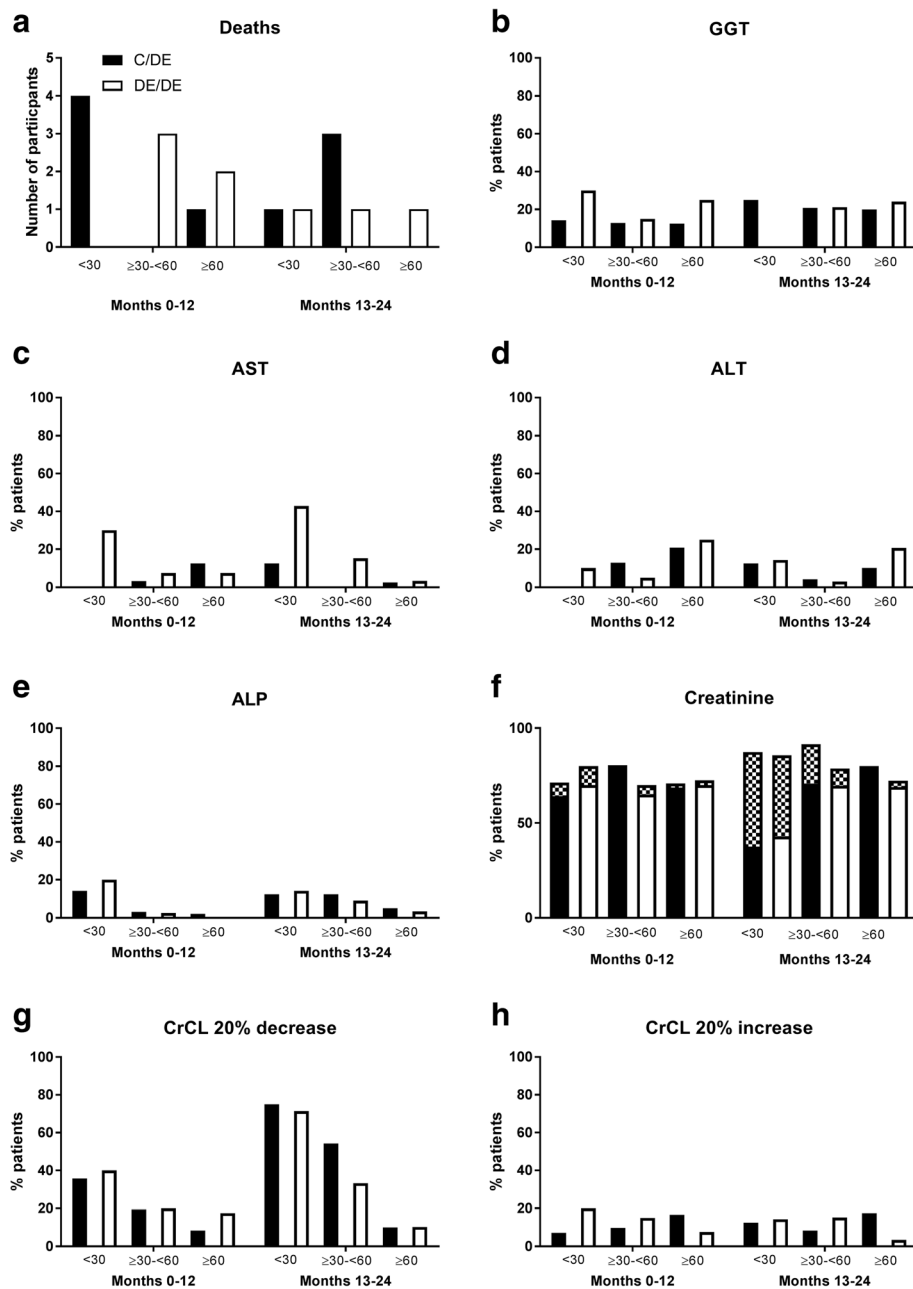 a
Deaths
C/DE
DE/DE
Number of partiicpants
5
4
3
2
1
0
<30 ≥30-<60 ≥60 <30 ≥30-<60 ≥60
Months 0-12 Months 13-24
b
GGT
% patients
100
80
60
40
20
0
<30 ≥30-<60 ≥60 <30 ≥30-<60 ≥60
Months 0-12 Months 13-24
c
AST
% patients
100
80
60
40
20
0
<30 ≥30-<60 ≥60 <30 ≥30-<60 ≥60
Months 0-12 Months 13-24
d
ALT
% patients
100
80
60
40
20
0
<30 ≥30-<60 ≥60 <30 ≥30-<60 ≥60
Months 0-12 Months 13-24
e
ALP
% patients
100
80
60
40
20
0
<30 ≥30-<60 ≥60 <30 ≥30-<60 ≥60
Months 0-12 Months 13-24
f
Creatinine
% patients
100
50
0
<30 ≥30-<60 ≥60 <30 ≥30-<60 ≥60
Months 0-12 Months 13-24
g
CrCL 20% decrease
% patients
100
80
60
40
20
0
<30 ≥30-<60 ≥60 <30 ≥30-<60 ≥60
Months 0-12 Months 13-24
h
CrCL 20% increase
% patients
100
80
60
40
20
0
<30 ≥30-<60 ≥60 <30 ≥30-<60 ≥60
Months 0-12 Months 13-24